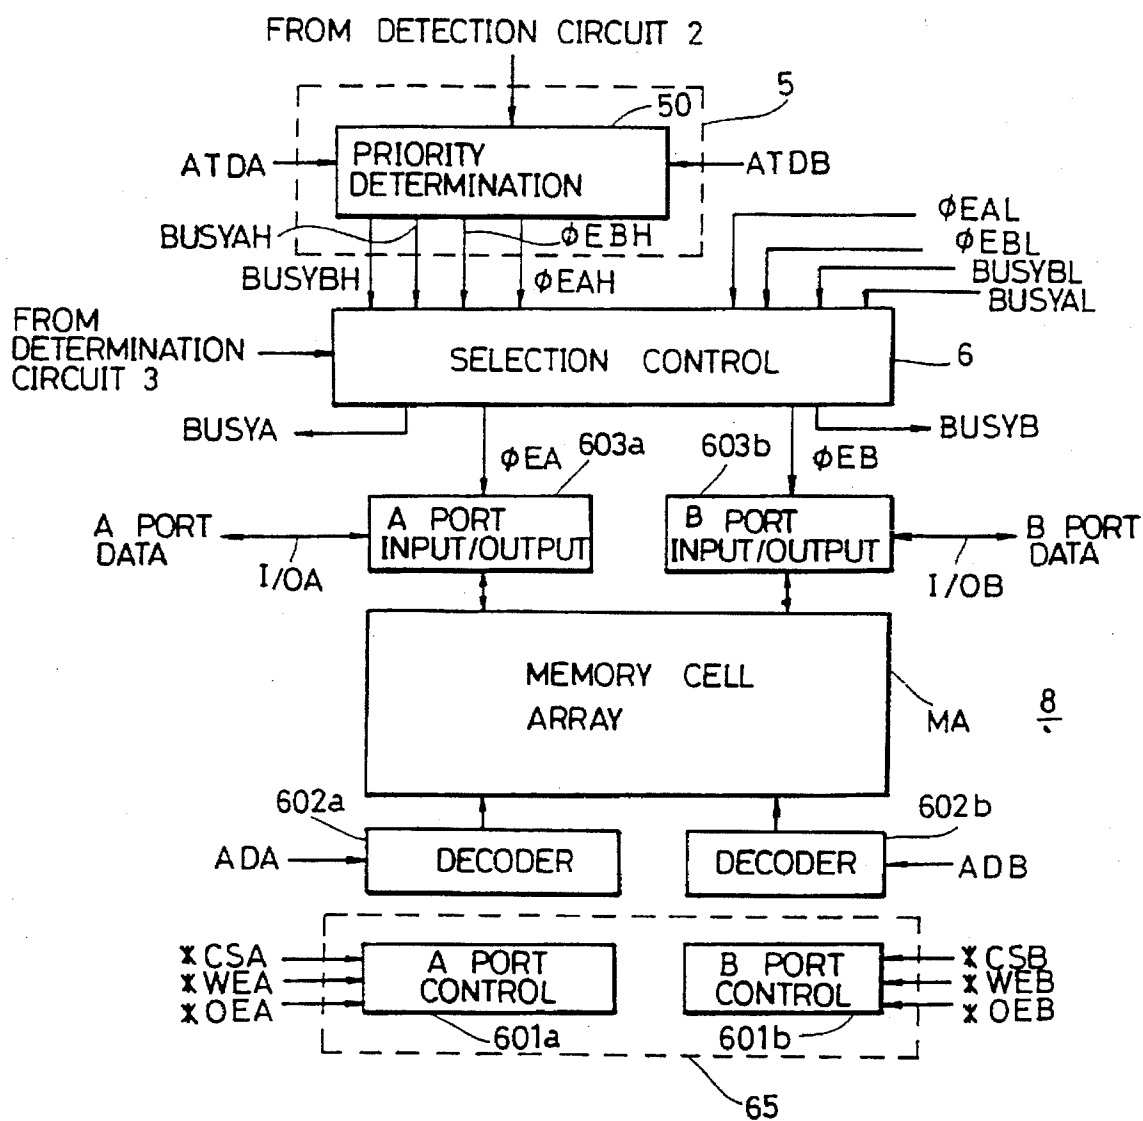 FROM DETECTION CIRCUIT 2
5
50
ATDA
PRIORITY
DETERMINATION
ATDB
BUSYAH
φEBH
φEAL
φEBL
BUSYBH
φEAH
BUSYBL
BUSYAL
FROM
DETERMINATION
CIRCUIT 3
SELECTION CONTROL
6
BUSYA
BUSYB
φEA
603a
603b
φEB
A PORT
DATA
A PORT
INPUT/OUTPUT
B PORT
INPUT/OUTPUT
B PORT
DATA
I/OA
I/OB
MEMORY CELL
ARRAY
MA
8
602a
602b
ADA
DECODER
DECODER
ADB
*CSA
*WEA
*OEA
A PORT
CONTROL
B PORT
CONTROL
*CSB
*WEB
*OEB
601a
601b
65